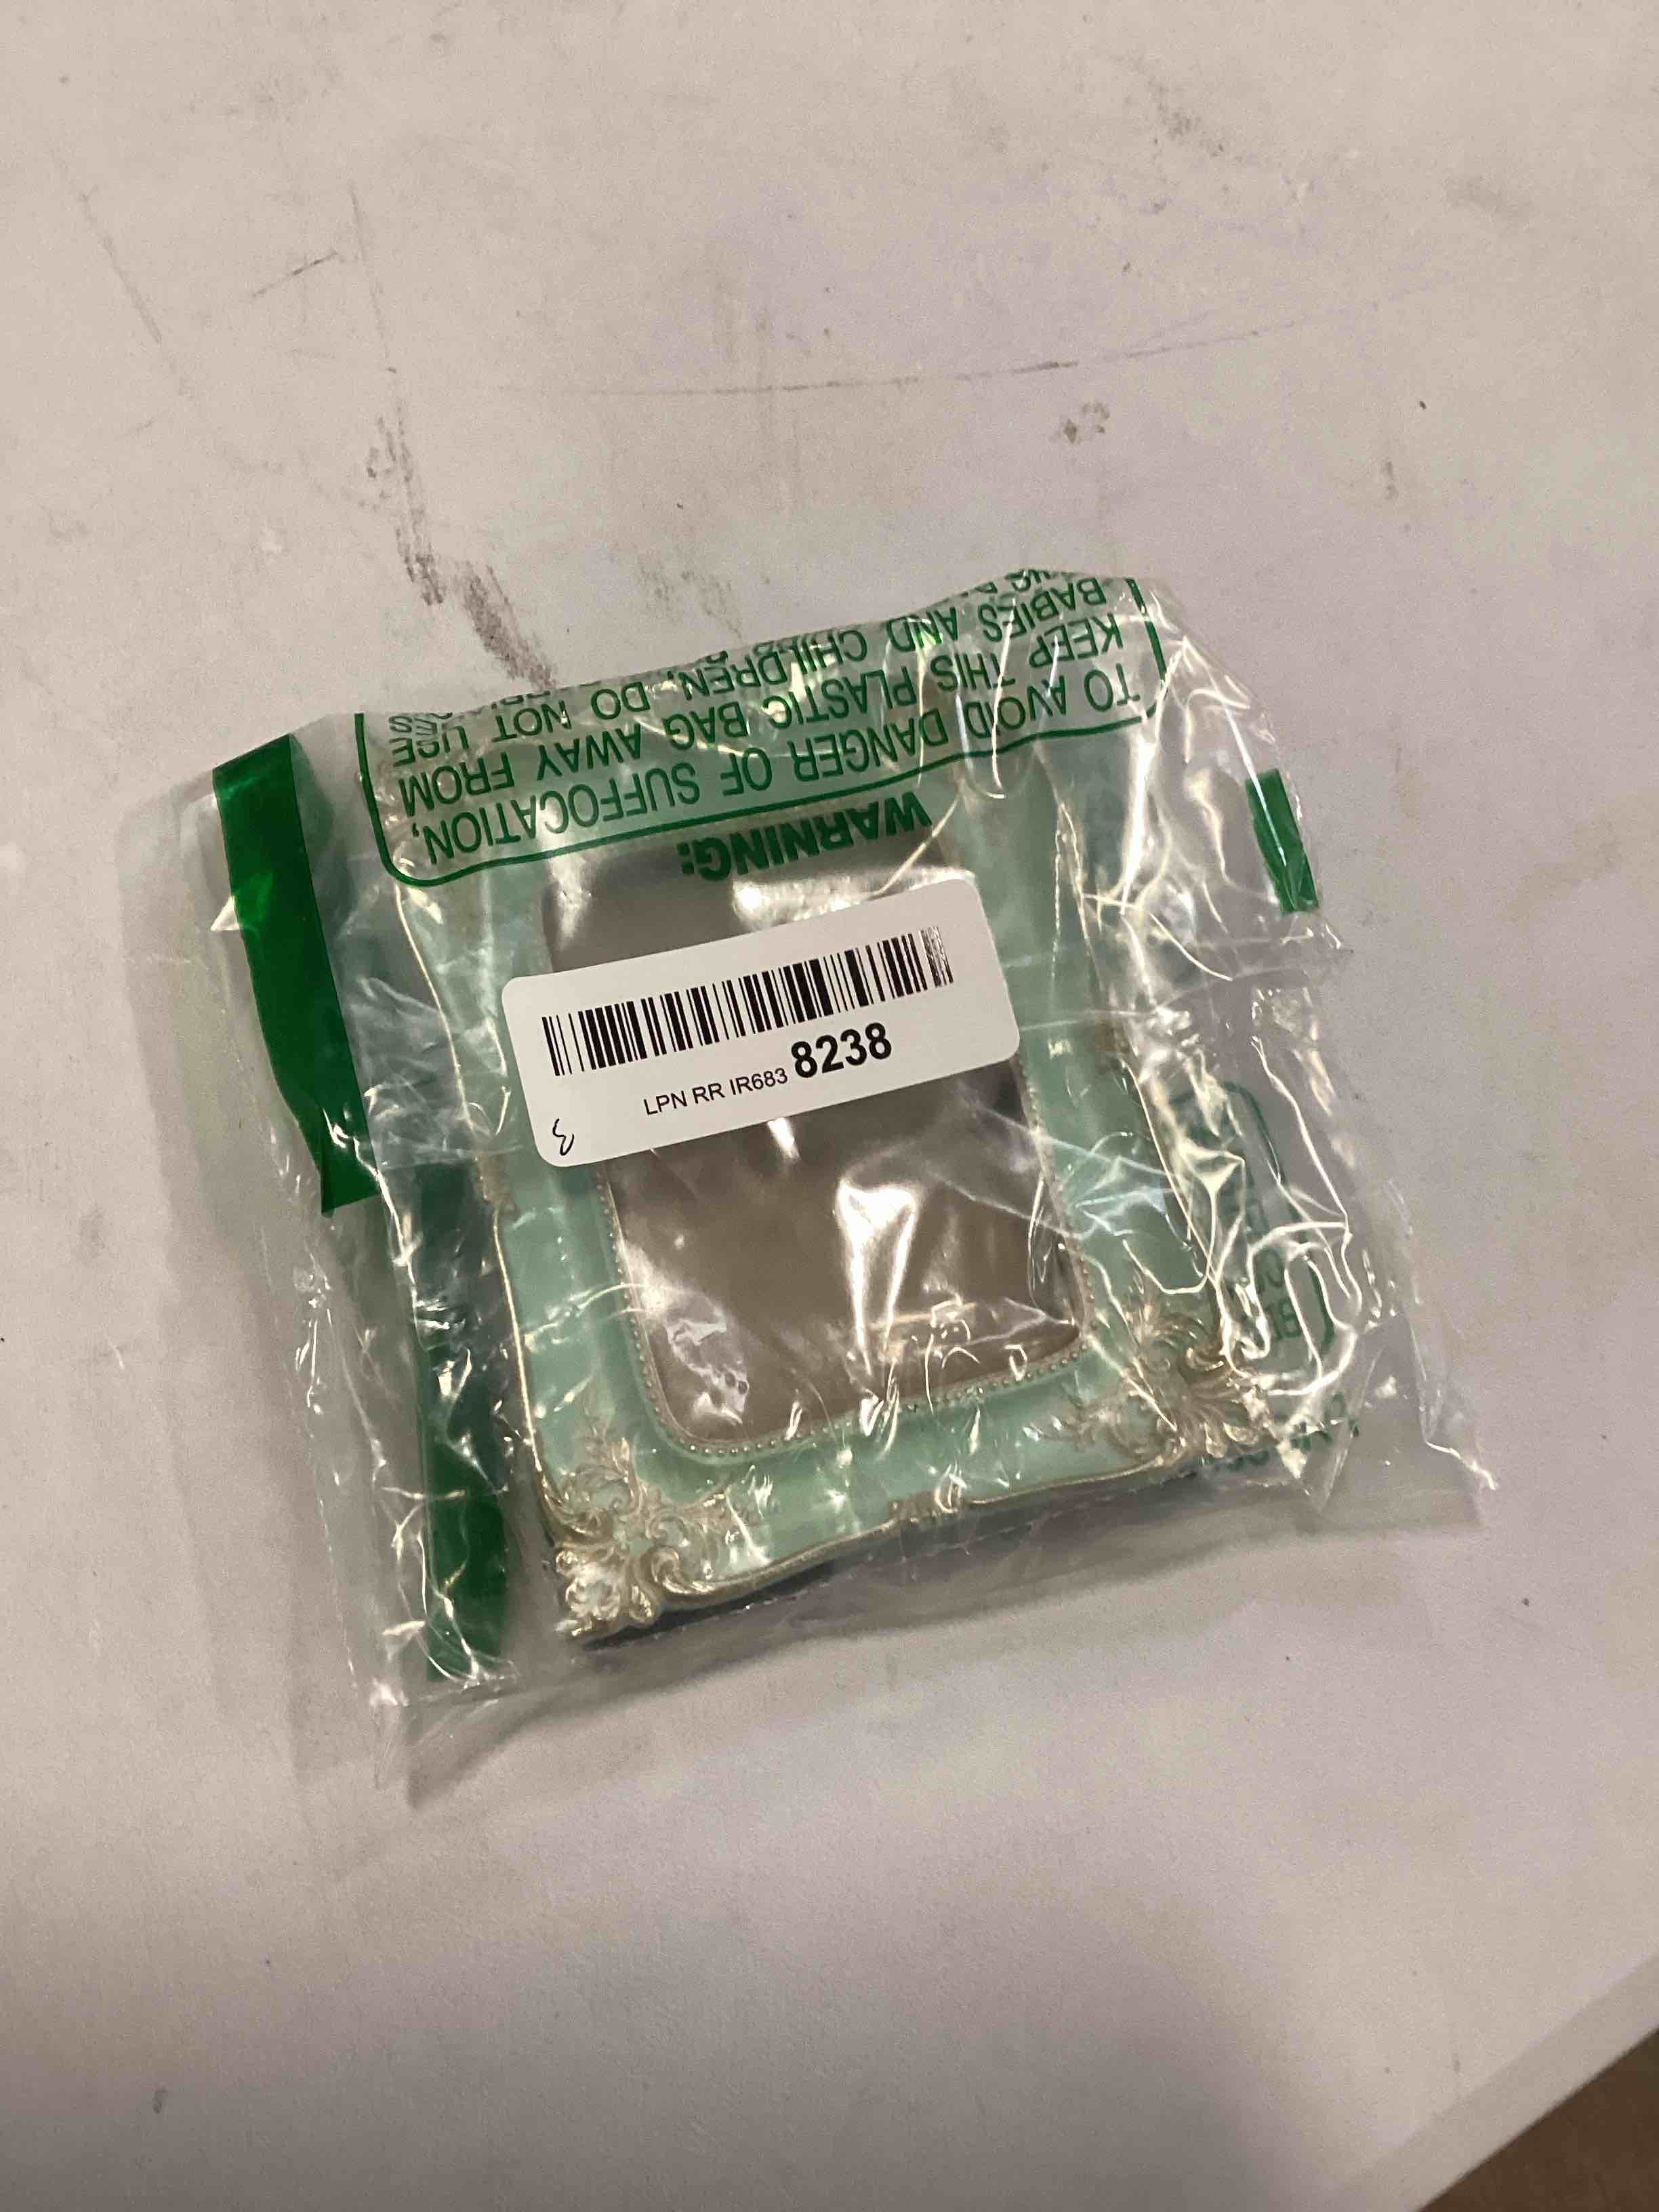 WARNING:
TO AVOID DANGER OF SUFFOCATION,
KEEP THIS PLASTIC BAG AWAY FROM
BABIES AND CHILDREN. DO NOT USE
LPN RR IR683 8238
3